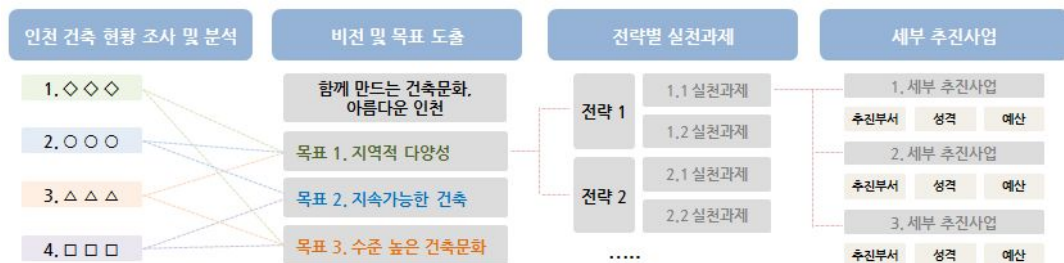 인천 건축 현황 조사 및 분석
1. ◇ ◇ ◇
2. ○ ○ ○
3. △ △ △
4. □ □ □
비전 및 목표 도출
함께 만드는 건축문화,
아름다운 인천
목표 1. 지역적 다양성
목표 2. 지속가능한 건축
목표 3. 수준 높은 건축문화
전략별 실천과제
전략 1
1.1 실천과제
1.2 실천과제
전략 2
2.1 실천과제
2.2 실천과제
.....
세부 추진사업
1. 세부 추진사업
추진부서 성격 예산
2. 세부 추진사업
추진부서 성격 예산
3. 세부 추진사업
추진부서 성격 예산